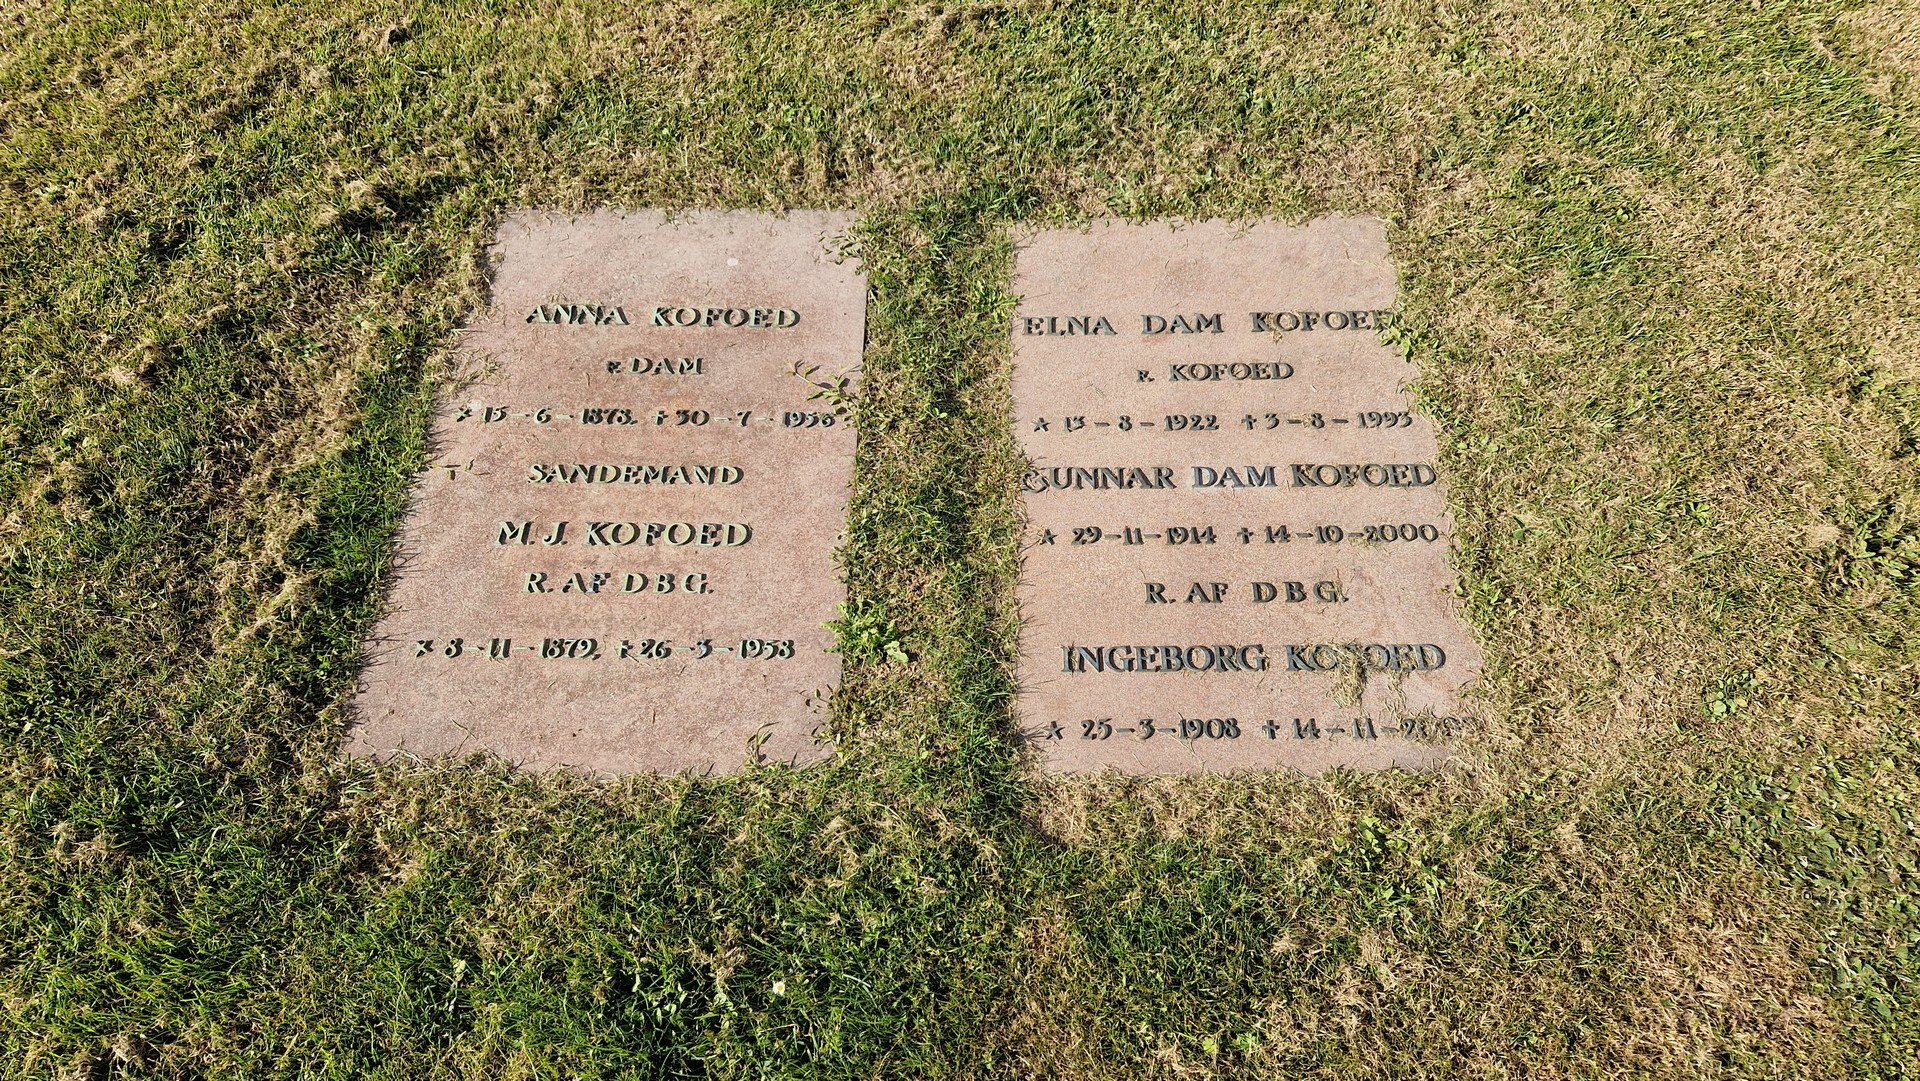 ANNA KOFOED
F. DAM
★ 15-6-1878. ✝ 30-7-1956
SANDEMAND
M. J. KOFOED
R. AF D B G.
★ 8-11-1879, ✝ 26-3-1958
ELNA DAM KOFOED
F. KOFOED
★ 13-8-1922 ✝ 3-8-1993
GUNNAR DAM KOFOED
★ 29-11-1914 ✝ 14-10-2000
R. AF D B G.
INGEBORG KOFOED
★ 25-3-1908 ✝ 14-11-